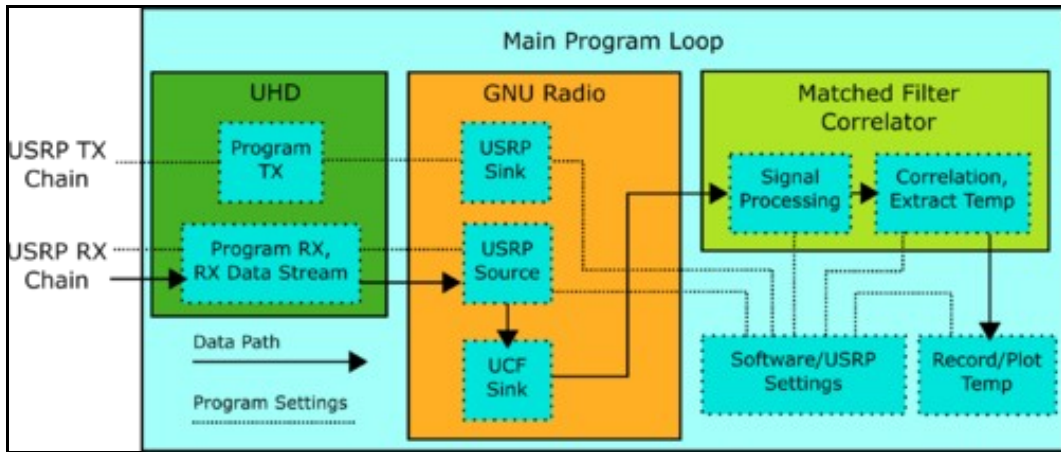 Main Program Loop
UHD
GNU Radio
Matched Filter
Correlator
USRP TX
Chain
Program
TX
USRP
Sink
Signal
Processing
Correlation,
Extract Temp
USRP RX
Chain
Program RX,
RX Data Stream
USRP
Source
Data Path
Program Settings
UCF
Sink
Software/USRP
Settings
Record/Plot
Temp